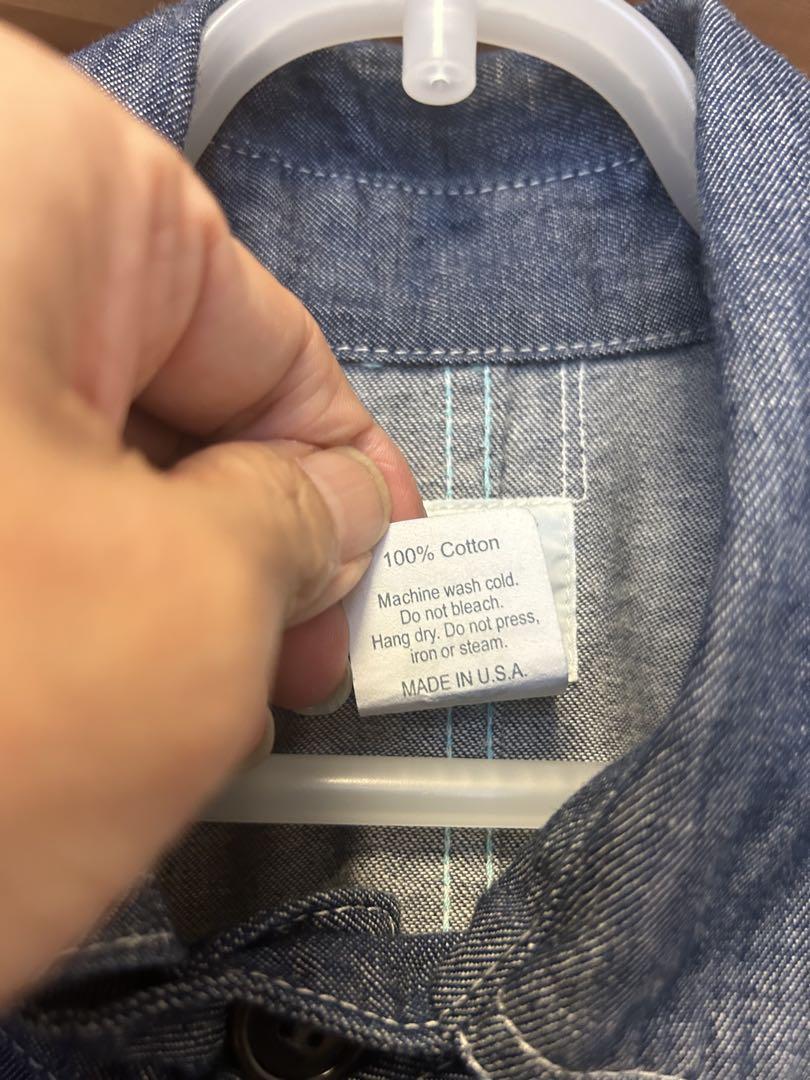 100% Cotton
Machine wash cold.
Do not bleach.
Hang dry. Do not press,
iron or steam.
MADE IN U.S.A.